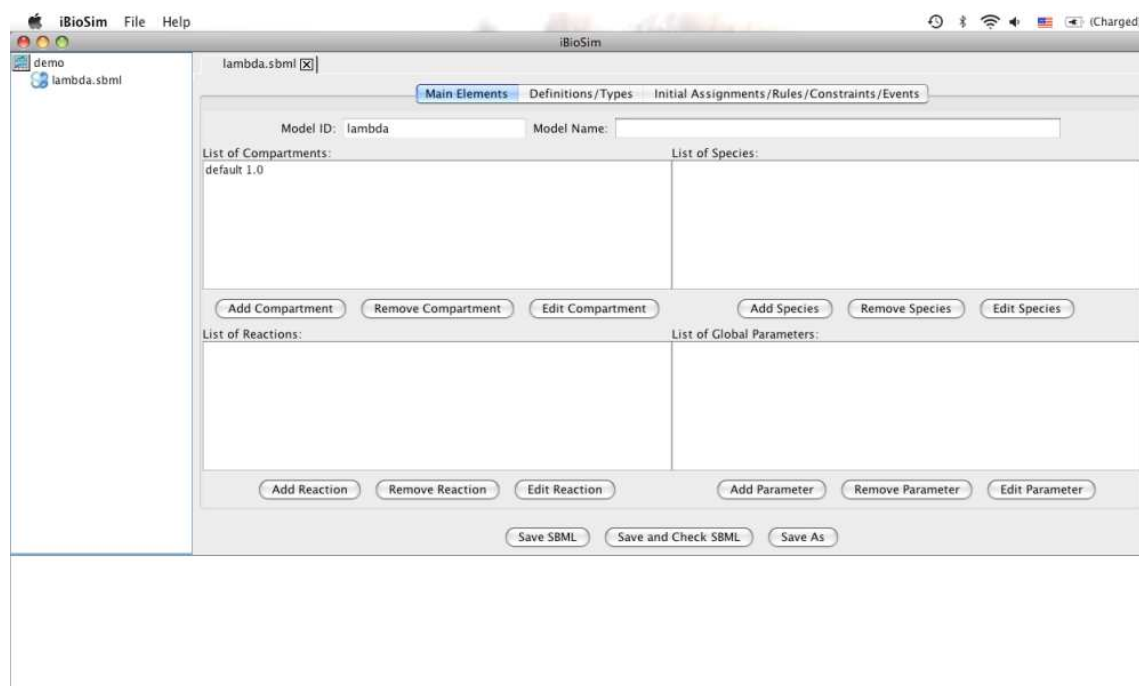 iBioSim File Help (Charged
iBioSim
demo
lambda.sbml
lambda.sbml
Main Elements Definitions/Types Initial Assignments/Rules/Constraints/Events
Model ID: lambda Model Name:
List of Compartments: List of Species:
default 1.0
Add Compartment Remove Compartment Edit Compartment Add Species Remove Species Edit Species
List of Reactions: List of Global Parameters:
Add Reaction Remove Reaction Edit Reaction Add Parameter Remove Parameter Edit Parameter
Save SBML Save and Check SBML Save As